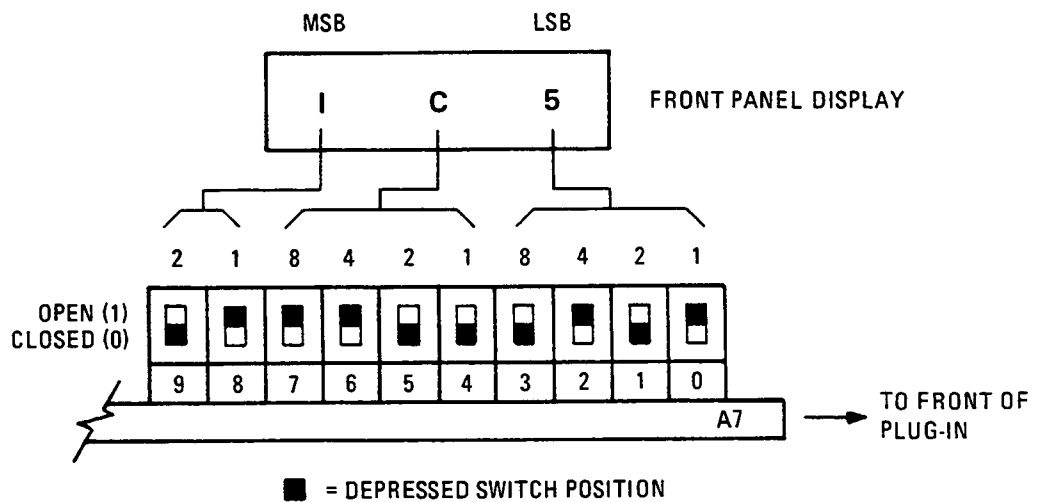 MSB LSB
I C 5 FRONT PANEL DISPLAY
2 1 8 4 2 1 8 4 2 1
OPEN (1)
CLOSED (0)
9 8 7 6 5 4 3 2 1 0
A7
TO FRONT OF
PLUG-IN
= DEPRESSED SWITCH POSITION